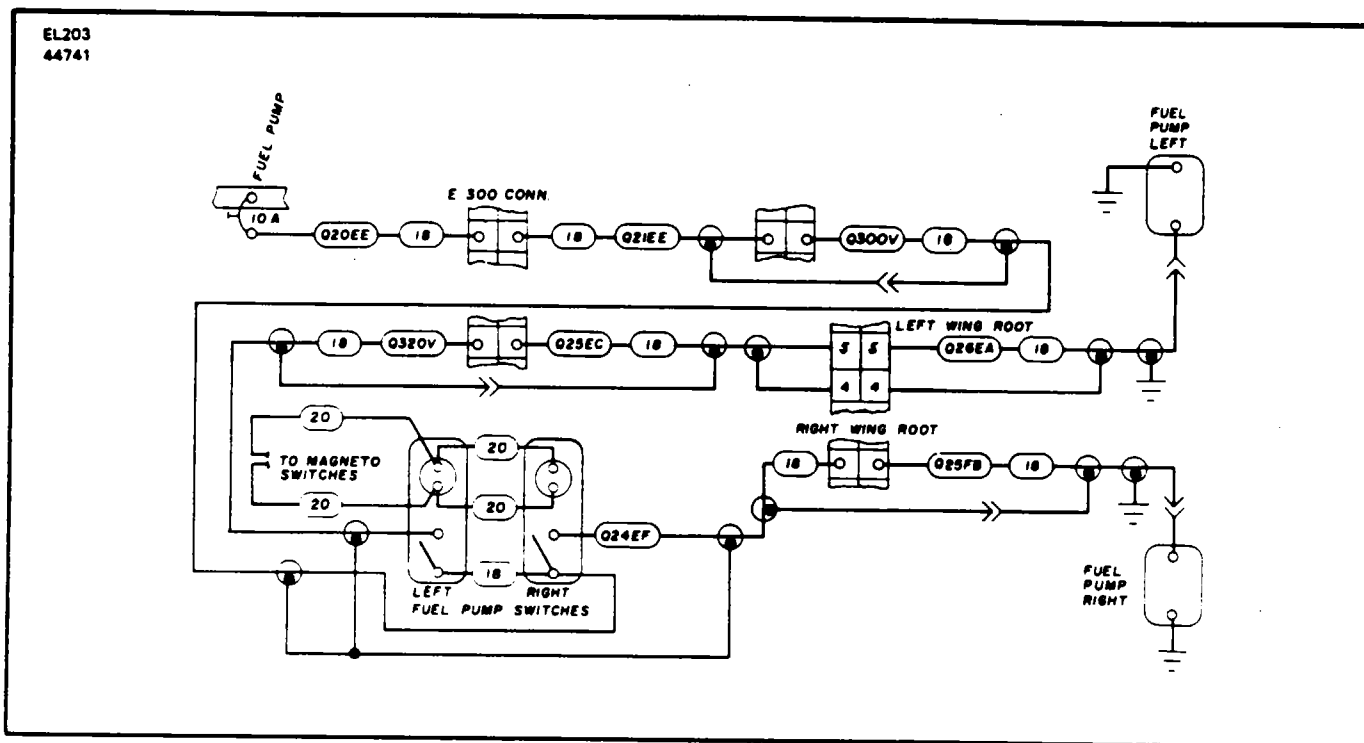 EL203
44741
FUEL PUMP
10 A
Q20EE
18
E 300 CONN.
18
Q21EE
Q300V
18
FUEL
PUMP
LEFT
18
Q320V
Q25EC
18
LEFT WING ROOT
5 5
4 4
Q26EA
18
20
TO MAGNETO
SWITCHES
20
20
20
18
LEFT
RIGHT
FUEL PUMP SWITCHES
Q24EF
RIGHT WING ROOT
18
Q25FB
18
FUEL
PUMP
RIGHT